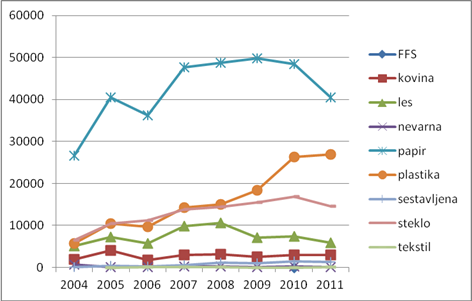 60000
50000
40000
30000
20000
10000
0
2004 2005 2006 2007 2008 2009 2010 2011
FFS
kovina
les
nevarna
papir
plastika
sestavljena
steklo
tekstil